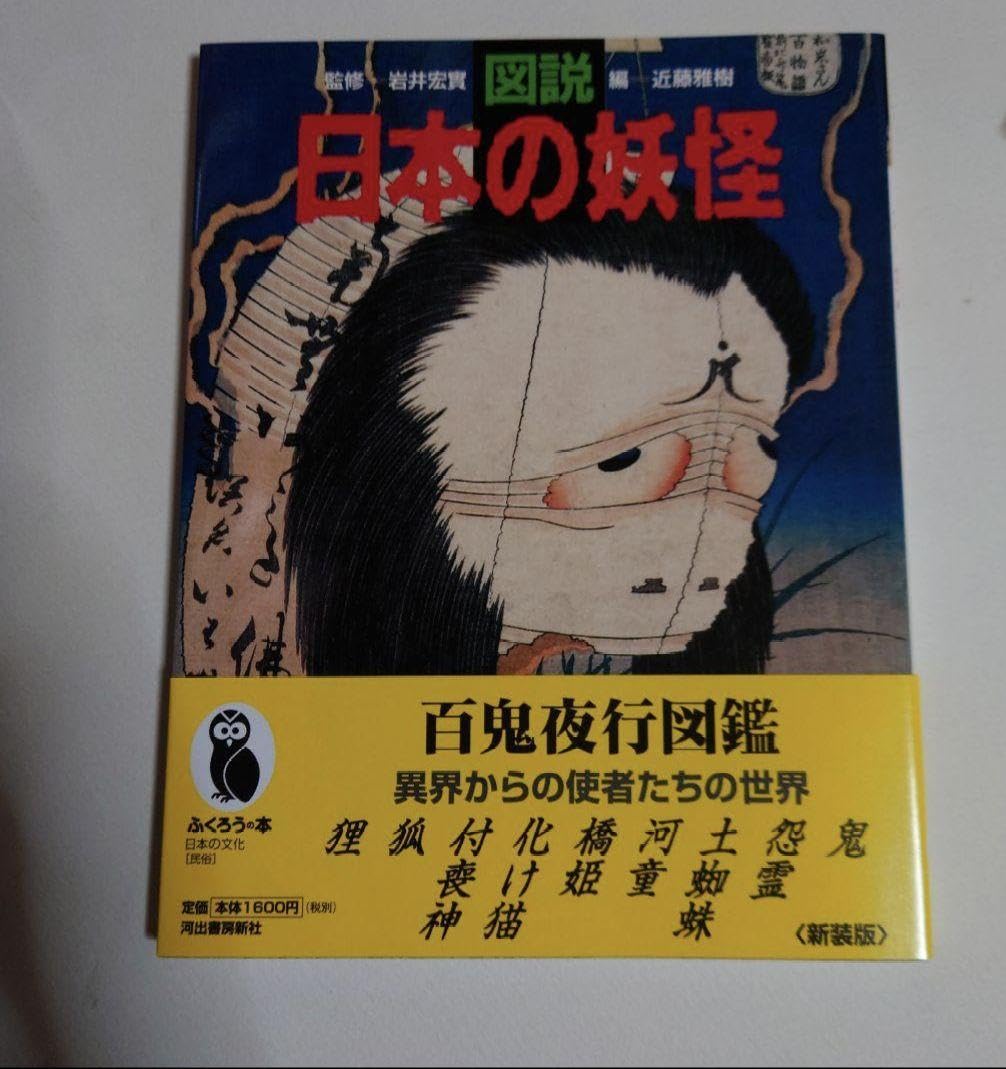 監修 岩井宏實
図説
編 近藤雅樹
日本の妖怪
百物語
百鬼夜行図鑑
異界からの使者たちの世界
鬼
怨霊
土蜘蛛
河童
橋姫
化け猫
付喪神
狐
狸
ふくろうの本
日本の文化
[民俗]
定価 本体1600円 (税別)
河出書房新社
〈新装版〉